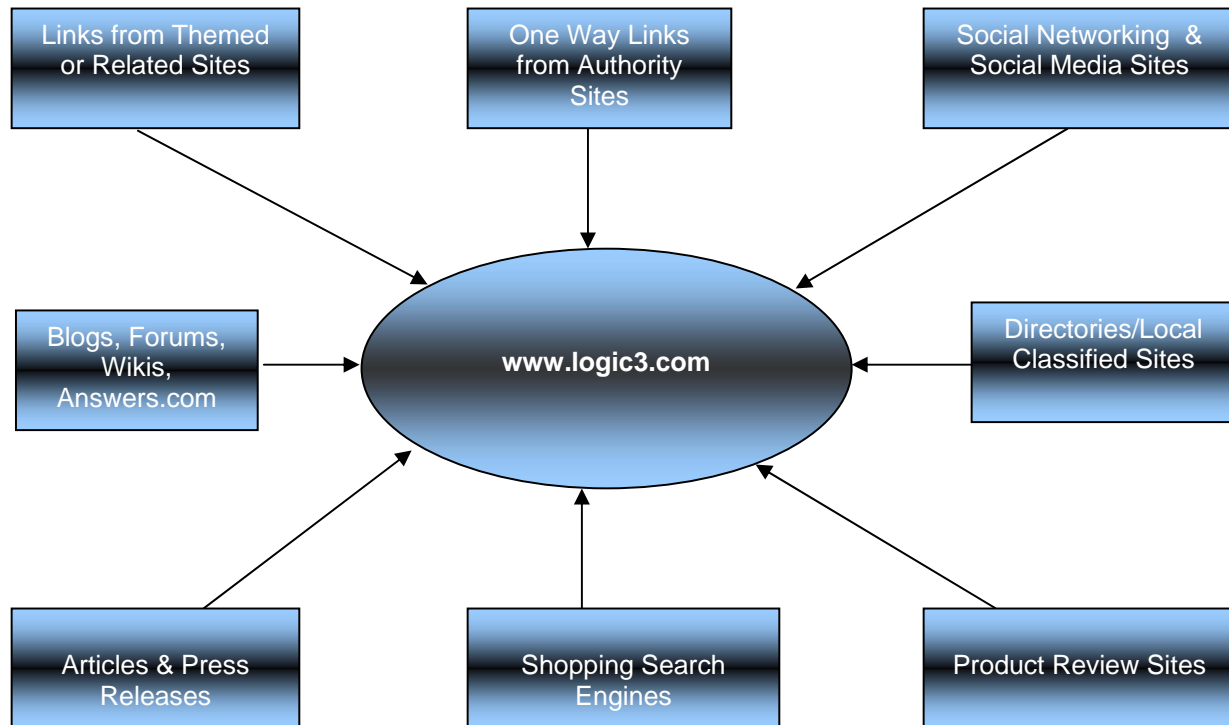 Links from Themed
or Related Sites
One Way Links
from Authority
Sites
Social Networking & 
Social Media Sites
Blogs, Forums,
Wikis,
Answers.com
www.logic3.com
Directories/Local
Classified Sites
Articles & Press
Releases
Shopping Search
Engines
Product Review Sites